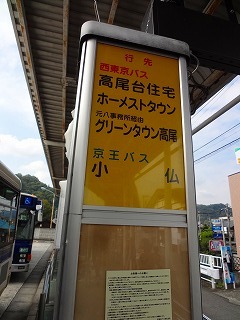 行先
西東京バス
高尾台住宅
ホーメストタウン
元八事務所経由
グリーンタウン高尾
京王バス
小仏